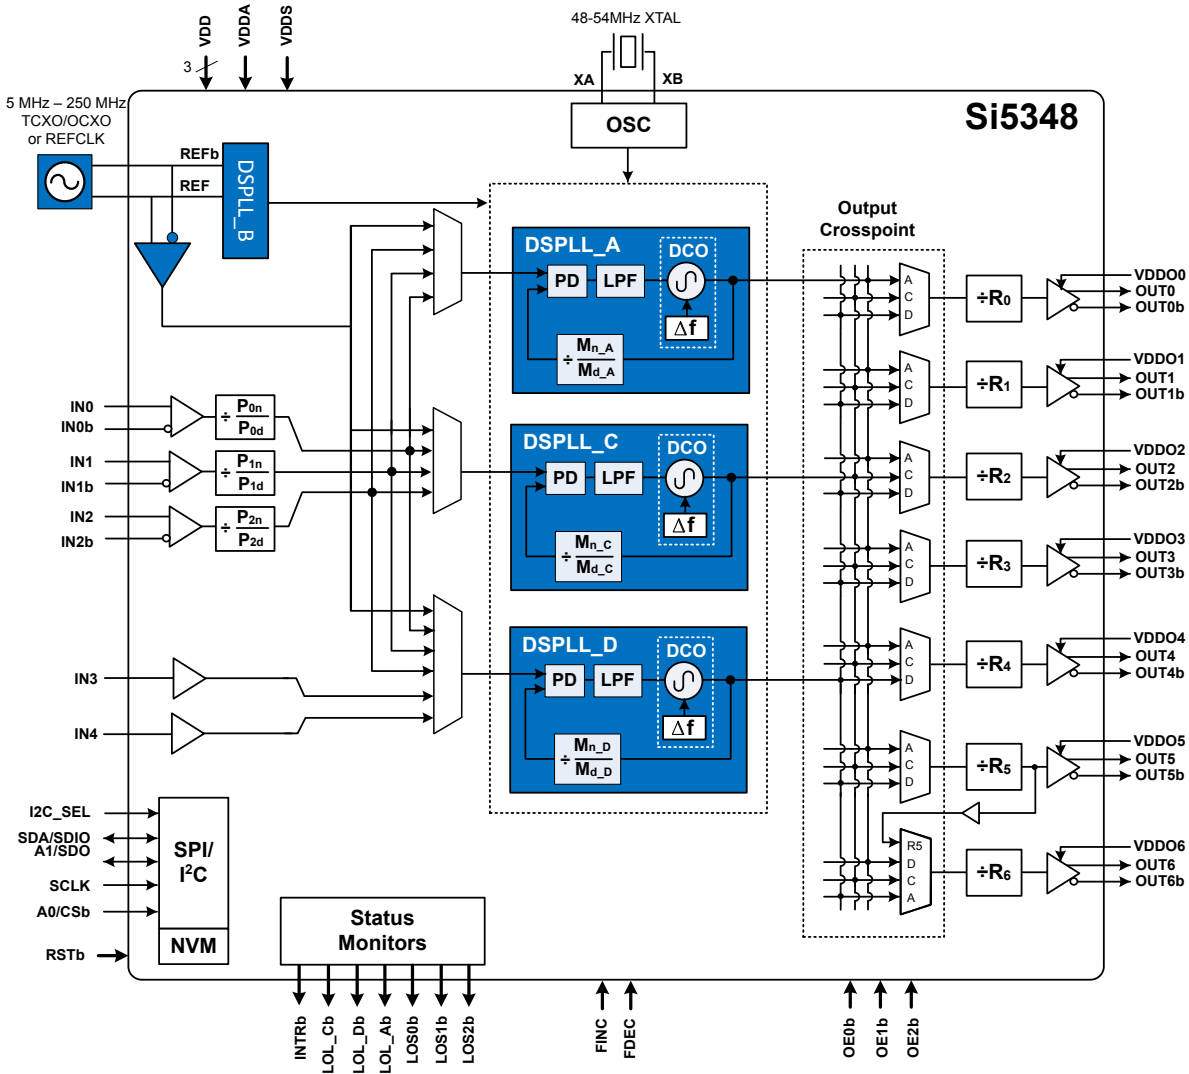 48-54MHz XTAL
VDD
VDDA
VDDS
3
XA
XB
5 MHz – 250 MHz
TCXO/OCXO
or REFCLK
OSC
Si5348
REFb
REF
DSPLL_B
Output
Crosspoint
DSPLL_A
DCO
PD
LPF
Δf
÷ Mn_A
Md_A
A
C
D
÷R0
VDDO0
OUT0
OUT0b
A
C
D
÷R1
VDDO1
OUT1
OUT1b
IN0
IN0b
÷ P0n
P0d
IN1
IN1b
÷ P1n
P1d
IN2
IN2b
÷ P2n
P2d
DSPLL_C
DCO
PD
LPF
Δf
÷ Mn_C
Md_C
A
C
D
÷R2
VDDO2
OUT2
OUT2b
A
C
D
÷R3
VDDO3
OUT3
OUT3b
IN3
IN4
DSPLL_D
DCO
PD
LPF
Δf
÷ Mn_D
Md_D
A
C
D
÷R4
VDDO4
OUT4
OUT4b
A
C
D
÷R5
VDDO5
OUT5
OUT5b
R5
D
C
A
÷R6
VDDO6
OUT6
OUT6b
I2C_SEL
SDA/SDIO
A1/SDO
SCLK
A0/CSb
RSTb
SPI/
I²C
NVM
Status
Monitors
INTRb
LOL_Cb
LOL_Db
LOL_Ab
LOS0b
LOS1b
LOS2b
FINC
FDEC
OE0b
OE1b
OE2b